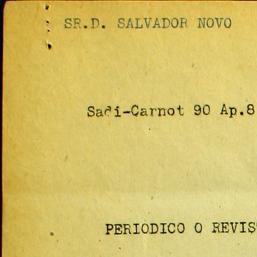 SR.D. SALVADOR NOVO
Sadi-Carnot 90 Ap.8
PERIODICO O REVIS